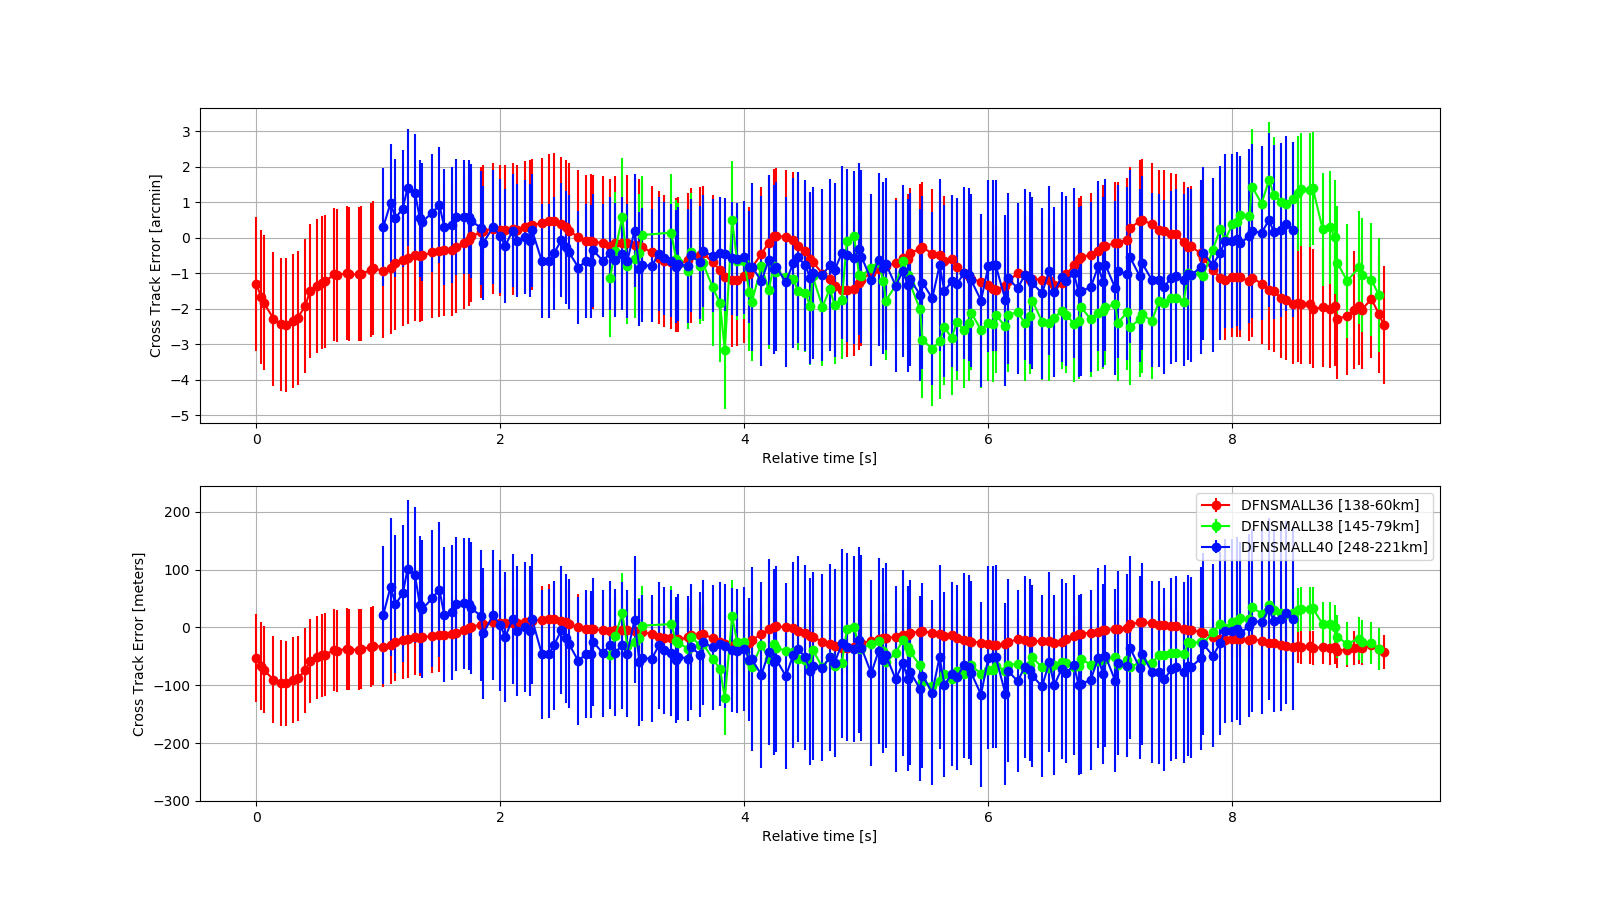 3
2
1
0
−1
−2
−3
−4
−5
Cross Track Error [arcmin]
0 2 4 6 8
Relative time [s]
200
100
0
−100
−200
−300
Cross Track Error [meters]
DFNSMALL36 [138-60km]
DFNSMALL38 [145-79km]
DFNSMALL40 [248-221km]
0 2 4 6 8
Relative time [s]